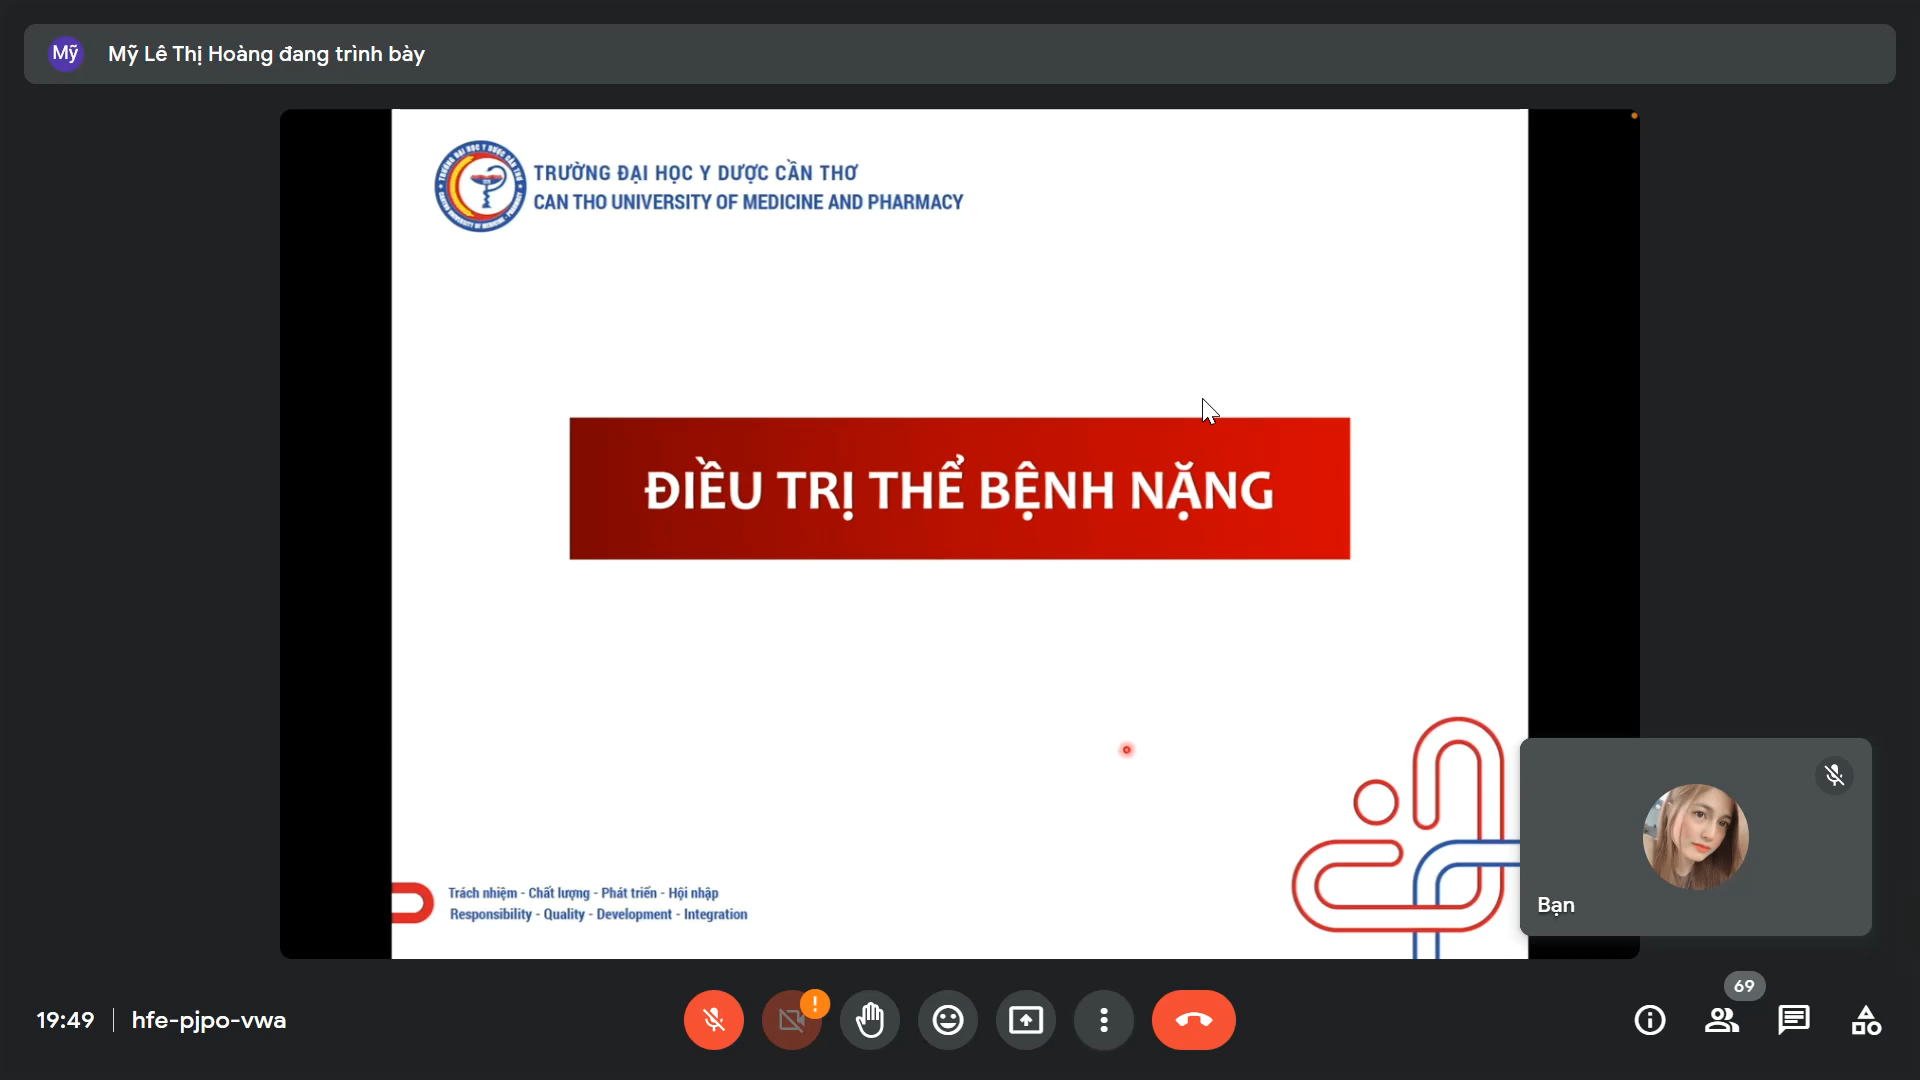 Mỹ
Mỹ Lê Thị Hoàng đang trình bày
TRƯỜNG ĐẠI HỌC Y DƯỢC CẦN THƠ
CAN THO UNIVERSITY OF MEDICINE AND PHARMACY
ĐIỀU TRỊ THỂ BỆNH NẶNG
Trách nhiệm - Chất lượng - Phát triển - Hội nhập
Responsibility - Quality - Development - Integration
Bạn
19:49
hfe-pjpo-vwa
!
69